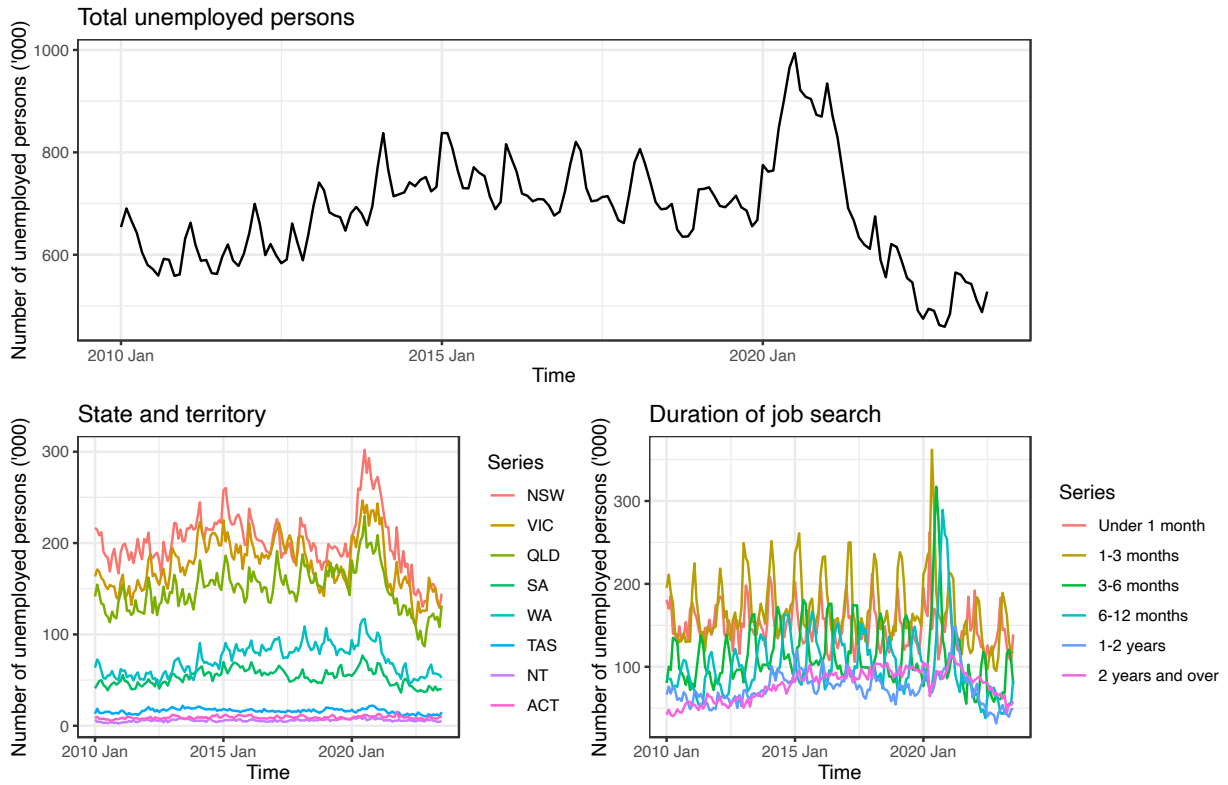 Total unemployed persons
Number of unemployed persons ('000)
1000
800
600
2010 Jan
2015 Jan
2020 Jan
Time
State and territory
Number of unemployed persons ('000)
300
200
100
0
2010 Jan
2015 Jan
2020 Jan
Time
Series
NSW
VIC
QLD
SA
WA
TAS
NT
ACT
Duration of job search
Number of unemployed persons ('000)
300
200
100
2010 Jan
2015 Jan
2020 Jan
Time
Series
Under 1 month
1-3 months
3-6 months
6-12 months
1-2 years
2 years and over